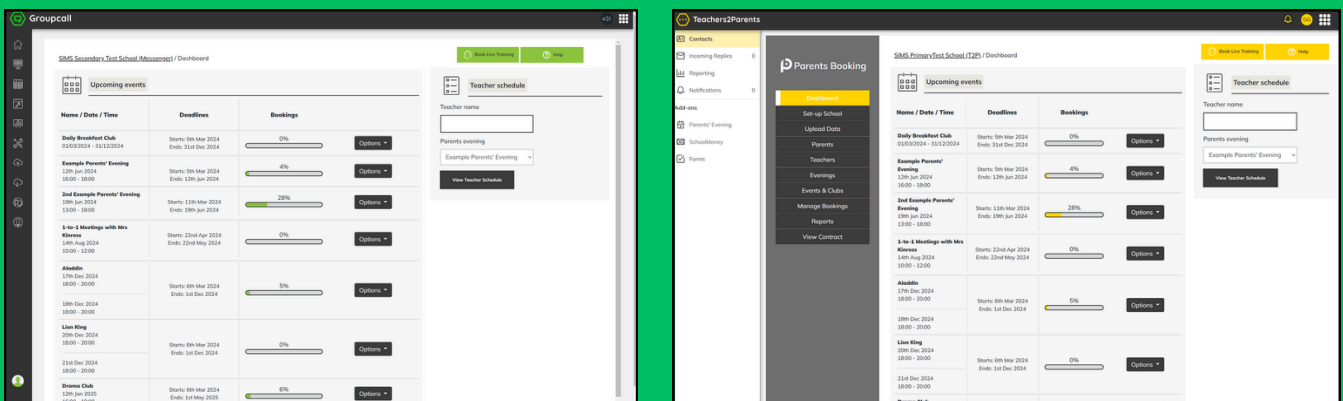 Groupcall
SIMS Secondary Test School (Messenger) / Dashboard
Book Live Training
Help
Upcoming events
Name / Date / Time Deadlines Bookings
Daily Breakfast Club
01/03/2024 - 31/12/2024
Starts: 5th Mar 2024
Ends: 31st Dec 2024
0%
Options
Example Parents' Evening
12th Jun 2024
16:00 - 18:00
Starts: 5th Mar 2024
Ends: 12th Jun 2024
4%
Options
2nd Example Parents' Evening
19th Jun 2024
13:00 - 18:00
Starts: 11th Mar 2024
Ends: 19th Jun 2024
28%
Options
1-to-1 Meetings with Mrs
Kinross
14th Aug 2024
10:00 - 12:00
Starts: 22nd Apr 2024
Ends: 22nd May 2024
0%
Options
Aladdin
17th Dec 2024
18:00 - 20:00
18th Dec 2024
18:00 - 20:00
Starts: 6th Mar 2024
Ends: 1st Dec 2024
5%
Options
Lion King
20th Dec 2024
18:00 - 20:00
21st Dec 2024
18:00 - 20:00
Starts: 6th Mar 2024
Ends: 1st Dec 2024
0%
Options
Drama Club
12th Jan 2025
Starts: 6th Mar 2024
Ends: 1st May 2025
6%
Options
Teacher schedule
Teacher name
Parents evening
Example Parents' Evening
View Teacher Schedule
Teachers2Parents
GG
Contacts
Incoming Replies 0
Reporting
Notifications 0
Add-ons
Parents' Evening
SchoolMoney
Forms
Parents Booking
Dashboard
Set-up School
Upload Data
Parents
Teachers
Evenings
Events & Clubs
Manage Bookings
Reports
View Contract
SIMS PrimaryTest School (T2P) / Dashboard
Book Live Training
Help
Upcoming events
Name / Date / Time Deadlines Bookings
Daily Breakfast Club
01/03/2024 - 31/12/2024
Starts: 5th Mar 2024
Ends: 31st Dec 2024
0%
Options
Example Parents'
Evening
12th Jun 2024
16:00 - 18:00
Starts: 5th Mar 2024
Ends: 12th Jun 2024
4%
Options
2nd Example Parents'
Evening
19th Jun 2024
13:00 - 18:00
Starts: 11th Mar 2024
Ends: 19th Jun 2024
28%
Options
1-to-1 Meetings with Mrs
Kinross
14th Aug 2024
10:00 - 12:00
Starts: 22nd Apr 2024
Ends: 22nd May 2024
0%
Options
Aladdin
17th Dec 2024
18:00 - 20:00
18th Dec 2024
18:00 - 20:00
Starts: 6th Mar 2024
Ends: 1st Dec 2024
5%
Options
Lion King
20th Dec 2024
18:00 - 20:00
21st Dec 2024
18:00 - 20:00
Starts: 6th Mar 2024
Ends: 1st Dec 2024
0%
Options
Teacher schedule
Teacher name
Parents evening
Example Parents' Evening
View Teacher Schedule